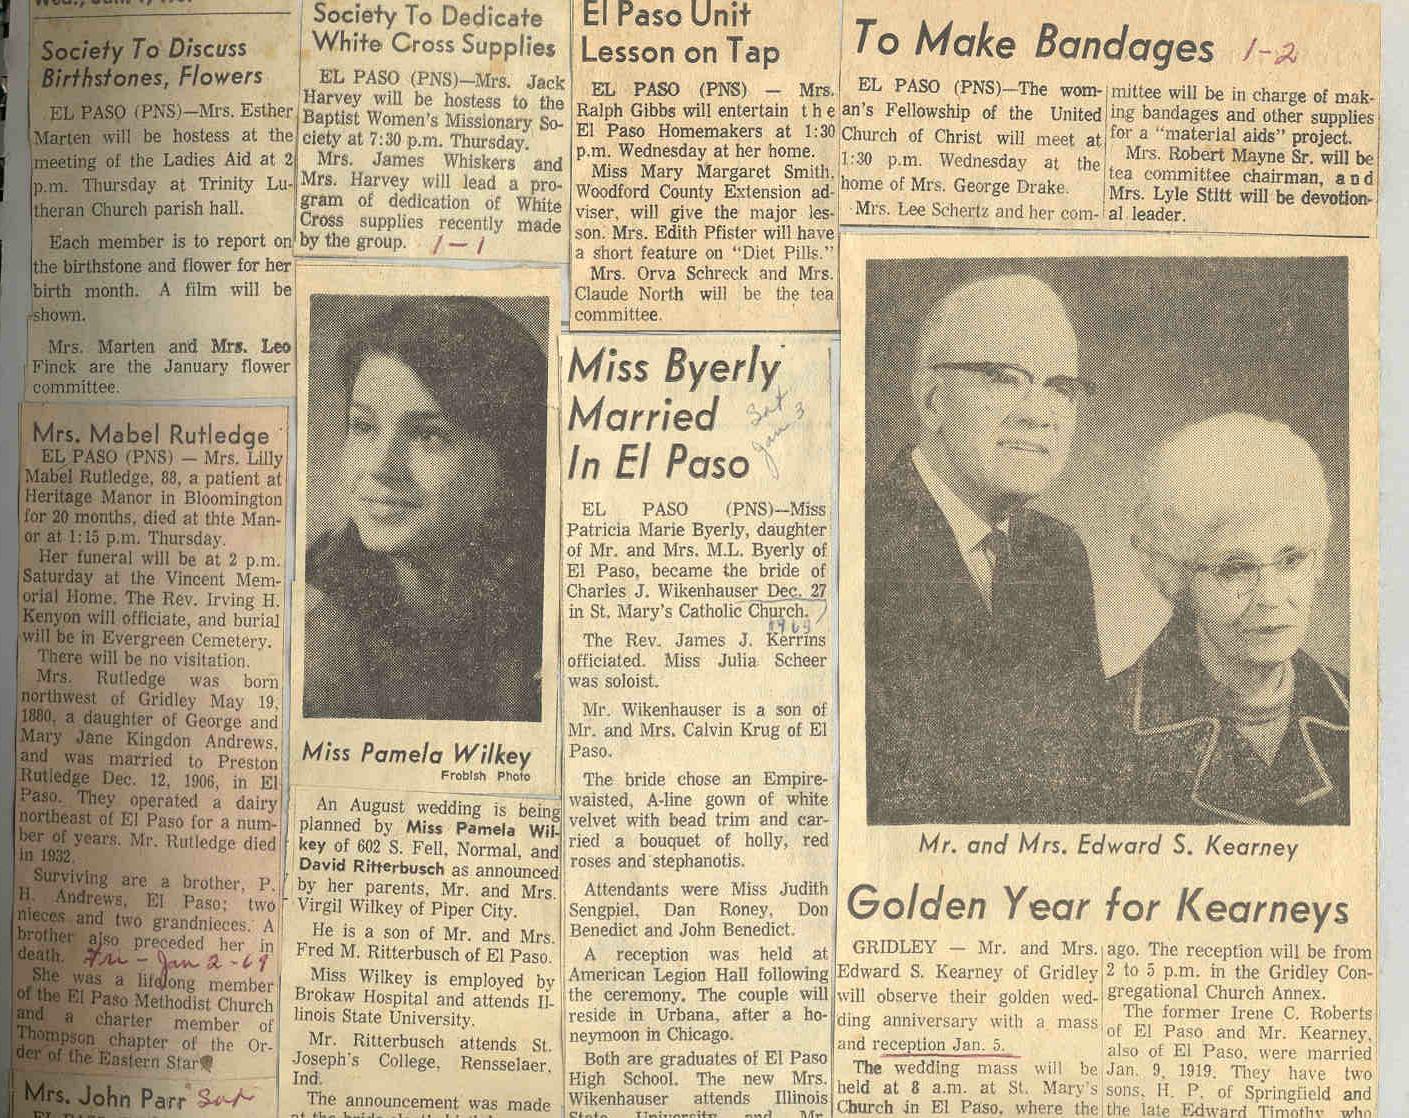 Society To Discuss
Birthstones, Flowers
EL PASO (PNS)—Mrs. Esther
Marten will be hostess at the
meeting of the Ladies Aid at 2
p.m. Thursday at Trinity Lu-
theran Church parish hall.
Each member is to report on
the birthstone and flower for her
birth month. A film will be
shown.
Mrs. Marten and Mrs. Leo
Finck are the January flower
committee.
Mrs. Mabel Rutledge
EL PASO (PNS) — Mrs. Lilly
Mabel Rutledge, 88, a patient at
Heritage Manor in Bloomington
for 20 months, died at thte Man-
or at 1:15 p.m. Thursday.
Her funeral will be at 2 p.m.
Saturday at the Vincent Mem-
orial Home. The Rev. Irving H.
Kenyon will officiate, and burial
will be in Evergreen Cemetery.
There will be no visitation.
Mrs. Rutledge was born
northwest of Gridley May 19,
1880, a daughter of George and
Mary Jane Kingdon Andrews,
and was married to Preston
Rutledge Dec. 12, 1906, in El
Paso. They operated a dairy
northeast of El Paso for a num-
ber of years. Mr. Rutledge died
in 1932.
Surviving are a brother, P.
H. Andrews, El Paso; two
nieces and two grandnieces. A
brother also preceded her in
death. Fri - Jan 2-69
She was a lifelong member
of the El Paso Methodist Church
and a charter member of
Thompson chapter of the Or-
der of the Eastern Star
Mrs. John Parr Sat
Society To Dedicate
White Cross Supplies
EL PASO (PNS)—Mrs. Jack
Harvey will be hostess to the
Baptist Women's Missionary So-
ciety at 7:30 p.m. Thursday.
Mrs. James Whiskers and
Mrs. Harvey will lead a pro-
gram of dedication of White
Cross supplies recently made
by the group. 1-1
Miss Pamela Wilkey
Frobish Photo
An August wedding is being
planned by Miss Pamela Wil-
key of 602 S. Fell, Normal, and
David Ritterbusch as announced
by her parents, Mr. and Mrs.
Virgil Wilkey of Piper City.
He is a son of Mr. and Mrs.
Fred M. Ritterbusch of El Paso.
Miss Wilkey is employed by
Brokaw Hospital and attends Il-
linois State University.
Mr. Ritterbusch attends St.
Joseph's College, Rensselaer,
Ind.
The announcement was made
El Paso Unit
Lesson on Tap
EL PASO (PNS) — Mrs.
Ralph Gibbs will entertain the
El Paso Homemakers at 1:30
p.m. Wednesday at her home.
Miss Mary Margaret Smith,
Woodford County Extension ad-
viser, will give the major les-
son. Mrs. Edith Pfister will have
a short feature on "Diet Pills."
Mrs. Orva Schreck and Mrs.
Claude North will be the tea
committee.
Miss Byerly
Married
In El Paso
Sat
Jan 3
EL PASO (PNS)—Miss
Patricia Marie Byerly, daughter
of Mr. and Mrs. M.L. Byerly of
El Paso, became the bride of
Charles J. Wikenhauser Dec. 27
in St. Mary's Catholic Church.
1969
The Rev. James J. Kerrins
officiated. Miss Julia Scheer
was soloist.
Mr. Wikenhauser is a son of
Mr. and Mrs. Calvin Krug of El
Paso.
The bride chose an Empire-
waisted, A-line gown of white
velvet with bead trim and car-
ried a bouquet of holly, red
roses and stephanotis.
Attendants were Miss Judith
Sengpiel, Dan Roney, Don
Benedict and John Benedict.
A reception was held at
American Legion Hall following
the ceremony. The couple will
reside in Urbana, after a ho-
neymoon in Chicago.
Both are graduates of El Paso
High School. The new Mrs.
Wikenhauser attends Illinois
State University and Mr.
To Make Bandages 1-2
EL PASO (PNS)—The wom-
an's Fellowship of the United
Church of Christ will meet at
1:30 p.m. Wednesday at the
home of Mrs. George Drake.
Mrs. Lee Schertz and her com-
mittee will be in charge of mak-
ing bandages and other supplies
for a "material aids" project.
Mrs. Robert Mayne Sr. will be
tea committee chairman, and
Mrs. Lyle Stitt will be devotion-
al leader.
Mr. and Mrs. Edward S. Kearney
Golden Year for Kearneys
GRIDLEY — Mr. and Mrs.
Edward S. Kearney of Gridley
will observe their golden wed-
ding anniversary with a mass
and reception Jan. 5.
The wedding mass will be
held at 8 a.m. at St. Mary's
Church in El Paso, where the
ago. The reception will be from
2 to 5 p.m. in the Gridley Con-
gregational Church Annex.
The former Irene C. Roberts
of El Paso and Mr. Kearney,
also of El Paso, were married
Jan. 9, 1919. They have two
sons, H. P. of Springfield and
the late Edward Timothy who